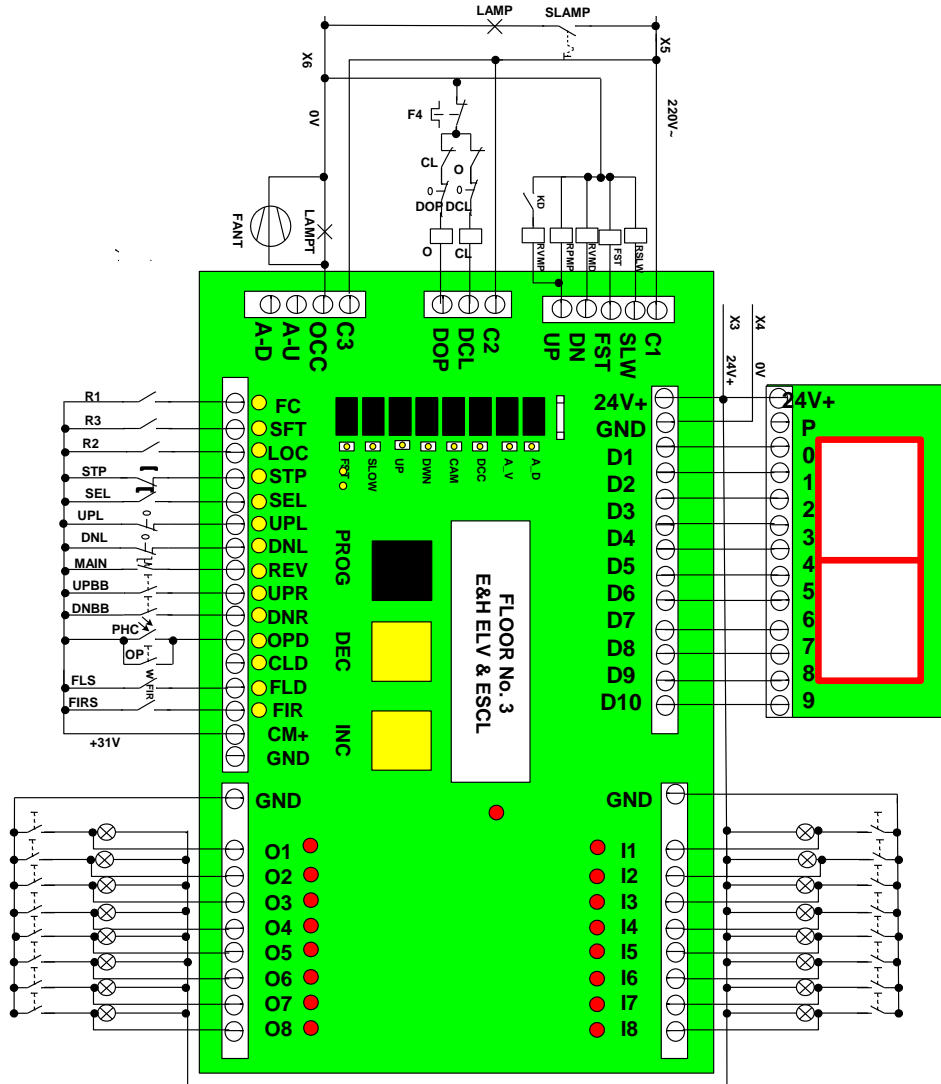 LAMP
SLAMP
X6
X5
0V
220V~
F4
CL
O
DOP
DCL
O
CL
KD
RVMP
RPMP
RVMD
FST
RSLW
FANT
LAMPT
X3
X4
24V+
0V
A-D
A-U
OCC
C3
DOP
DCL
C2
UP
DN
FST
SLW
C1
R1
R3
R2
STP
SEL
UPL
DNL
MAIN
UPBB
DNBB
PHC
OP
W FIR
FLS
FIRS
+31V
FC
SFT
LOC
STP
SEL
UPL
DNL
REV
UPR
DNR
OPD
CLD
FLD
FIR
CM+
GND
SLOW
UP
DWN
CAM
DCC
A_V
A_D
PROG
DEC
INC
FLOOR No. 3
E&H ELV & ESCL
24V+
GND
D1
D2
D3
D4
D5
D6
D7
D8
D9
D10
24V+
P
0
1
2
3
4
5
6
7
8
9
GND
O1
O2
O3
O4
O5
O6
O7
O8
GND
I1
I2
I3
I4
I5
I6
I7
I8